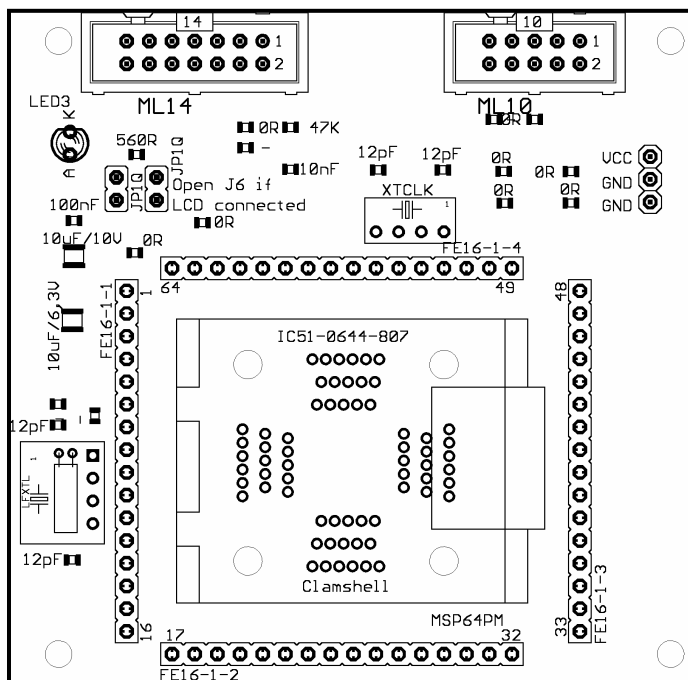 14
10
1
2
1
2
ML14
ML10
LED3
K
A
560R
JP1Q
JP1Q
0R
47K
-
10nF
Open J6 if
LCD connected
0R
12pF
12pF
0R
0R
0R
0R
0R
VCC
GND
GND
XTCLK
1
100nF
10uF/10V
0R
FE16-1-4
64
49
FE16-1-1
1
48
10uF/6,3V
IC51-0644-807
12pF
-
LFXTL
1
12pF
Clamshell
MSP64PM
16
17
32
33
FE16-1-3
FE16-1-2